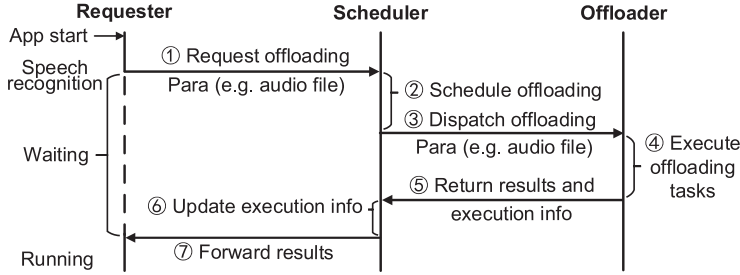 Requester Scheduler Offloader
App start
① Request offloading
Speech
recognition
Para (e.g. audio file)
② Schedule offloading
③ Dispatch offloading
Para (e.g. audio file)
④ Execute
offloading
tasks
Waiting
⑤ Return results and
execution info
⑥ Update execution info
⑦ Forward results
Running